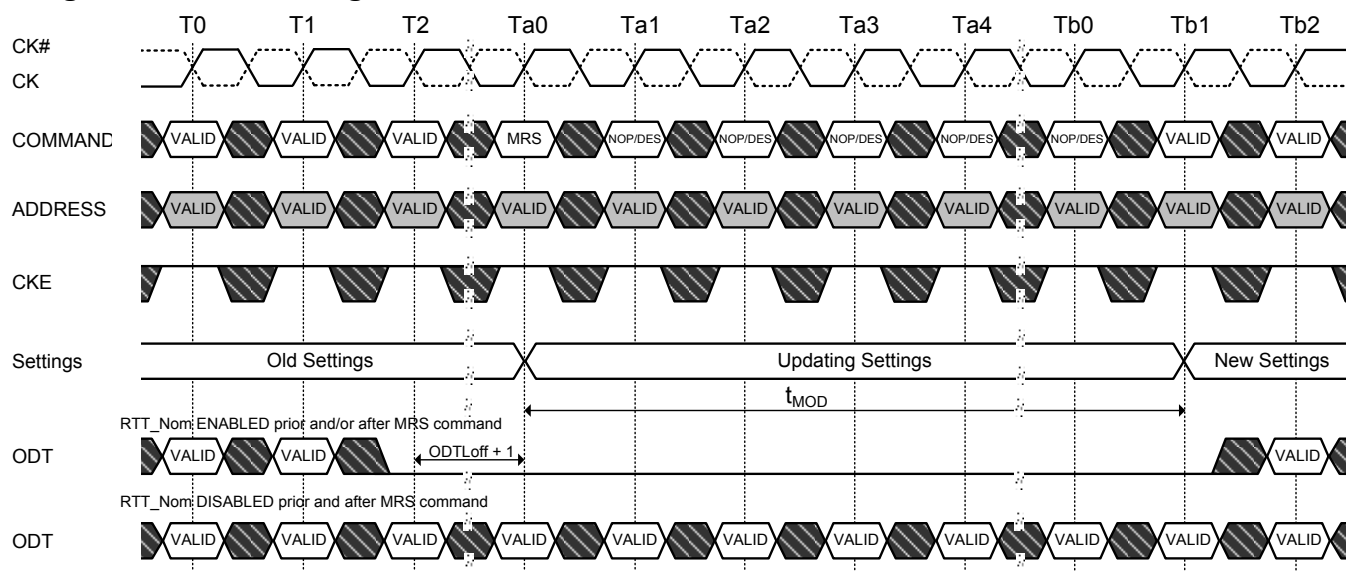 T0 T1 T2 Ta0 Ta1 Ta2 Ta3 Ta4 Tb0 Tb1 Tb2
CK#
CK
COMMAND VALID VALID VALID MRS NOP/DES NOP/DES NOP/DES NOP/DES NOP/DES VALID VALID
ADDRESS VALID VALID VALID VALID VALID VALID VALID VALID VALID VALID VALID
CKE
Settings Old Settings Updating Settings New Settings
tMOD
RTT_Nom ENABLED prior and/or after MRS command
ODT VALID VALID ODTLoff + 1 VALID
RTT_Nom DISABLED prior and after MRS command
ODT VALID VALID VALID VALID VALID VALID VALID VALID VALID VALID VALID